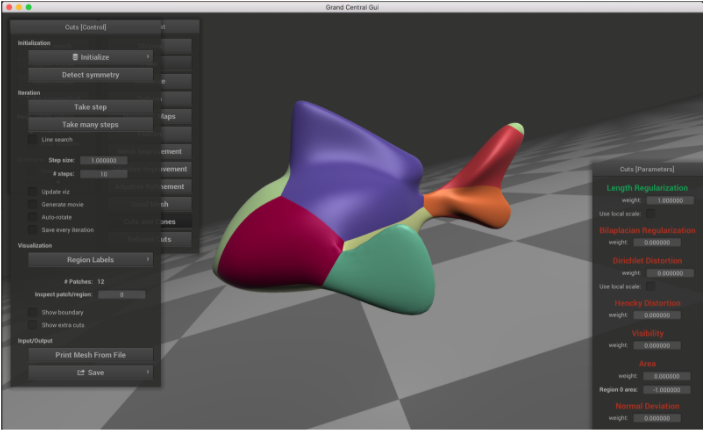 Grand Central Gui
Cuts [Control]
Initialization
Initialize
Detect symmetry
Iteration
Take step
Take many steps
Line search
Step size: 1.000000
# steps: 10
Update viz
Generate movie
Auto-rotate
Save every iteration
Visualization
Region Labels
# Patches: 12
Inspect patch/region: 0
Show boundary
Show extra cuts
Input/Output
Print Mesh From File
Save
Cuts [Parameters]
Length Regularization
weight: 1.000000
Use local scale:
Bilaplacian Regularization
weight: 0.000000
Dirichlet Distortion
weight: 0.000000
Use local scale:
Hencky Distortion
weight: 0.000000
Visibility
weight: 0.000000
Area
weight: 0.000000
Region 0 area: -1.000000
Normal Deviation
weight: 0.000000